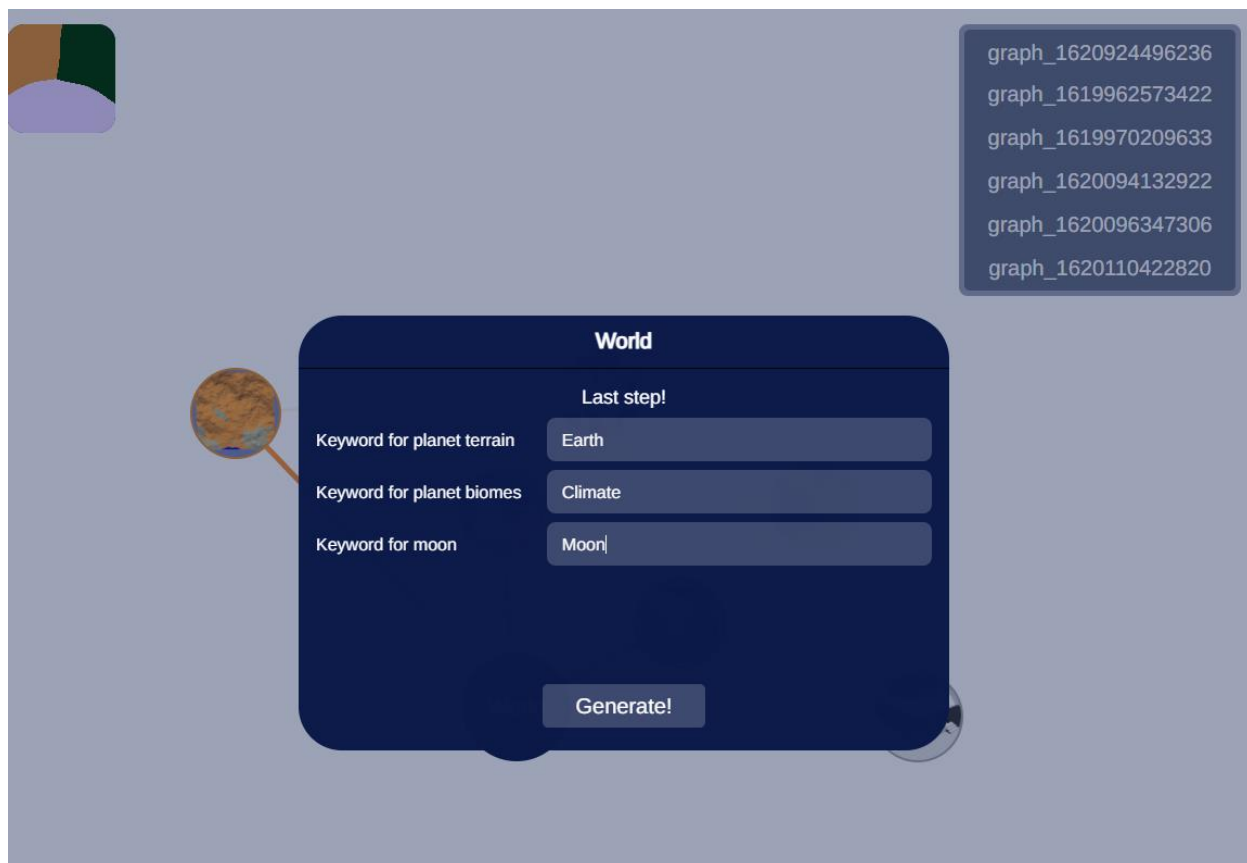 graph_1620924496236
graph_1619962573422
graph_1619970209633
graph_1620094132922
graph_1620096347306
graph_1620110422820
World
Last step!
Keyword for planet terrain Earth
Keyword for planet biomes Climate
Keyword for moon Moon
Generate!